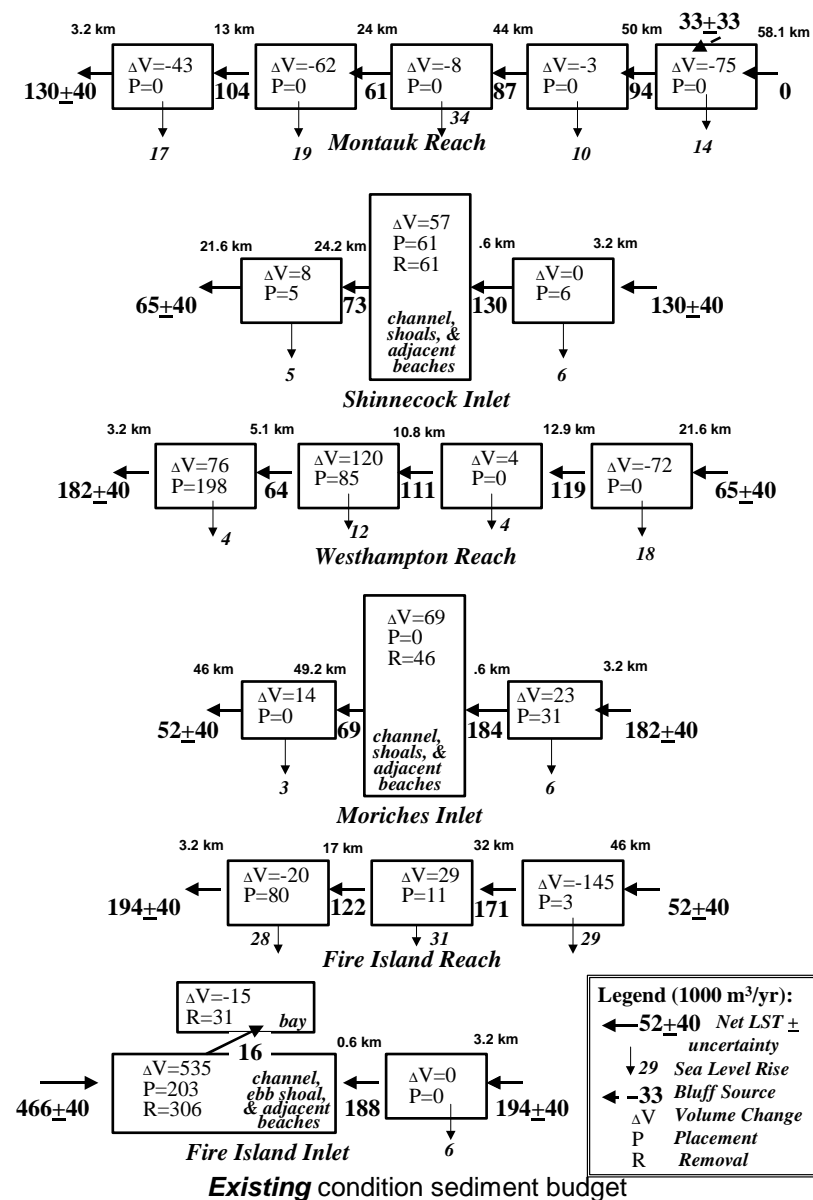 33±33
3.2 km 13 km 24 km 44 km 50 km 58.1 km
ΔV=-43 ΔV=-62 ΔV=-8 ΔV=-3 ΔV=-75
P=0 P=0 P=0 P=0 P=0
130±40 104 61 87 94 0
17 19 34 10 14
Montauk Reach
ΔV=57
P=61
R=61
21.6 km 24.2 km .6 km 3.2 km
ΔV=8 ΔV=0
P=5 P=6
65±40 73 130 130±40
channel,
shoals, &
adjacent
beaches
5 6
Shinnecock Inlet
3.2 km 5.1 km 10.8 km 12.9 km 21.6 km
ΔV=76 ΔV=120 ΔV=4 ΔV=-72
P=198 P=85 P=0 P=0
182±40 64 111 119 65±40
4 12 4 18
Westhampton Reach
ΔV=69
P=0
R=46
46 km 49.2 km .6 km 3.2 km
ΔV=14 ΔV=23
P=0 P=31
52±40 69 184 182±40
channel,
shoals, &
adjacent
beaches
3 6
Moriches Inlet
3.2 km 17 km 32 km 46 km
ΔV=-20 ΔV=29 ΔV=-145
P=80 P=11 P=3
194±40 122 171 52±40
28 31 29
Fire Island Reach
ΔV=-15
R=31 bay
16 0.6 km 3.2 km
ΔV=535 ΔV=0
P=203 P=0
R=306
channel,
ebb shoal,
& adjacent
beaches
466±40 188 194±40
6
Fire Island Inlet
Legend (1000 m³/yr):
52±40 Net LST ±
uncertainty
29 Sea Level Rise
-33 Bluff Source
ΔV Volume Change
P Placement
R Removal
Existing condition sediment budget